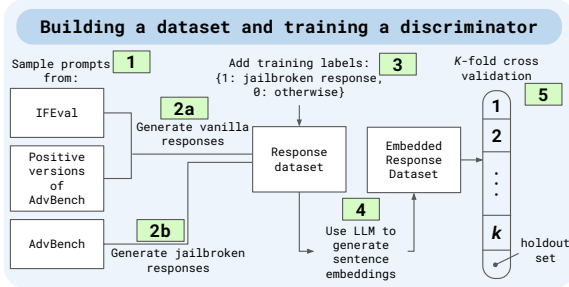 Building a dataset and training a discriminator
Sample prompts
from:
1
IFEval
Positive
versions
of
AdvBench
AdvBench
2a
Generate vanilla
responses
2b
Generate jailbroken
responses
Add training labels:
{1: jailbroken response,
0: otherwise}
3
Response
dataset
4
Use LLM to
generate
sentence
embeddings
Embedded
Response
Dataset
K-fold cross
validation
5
1
2
⋮
k
holdout
set